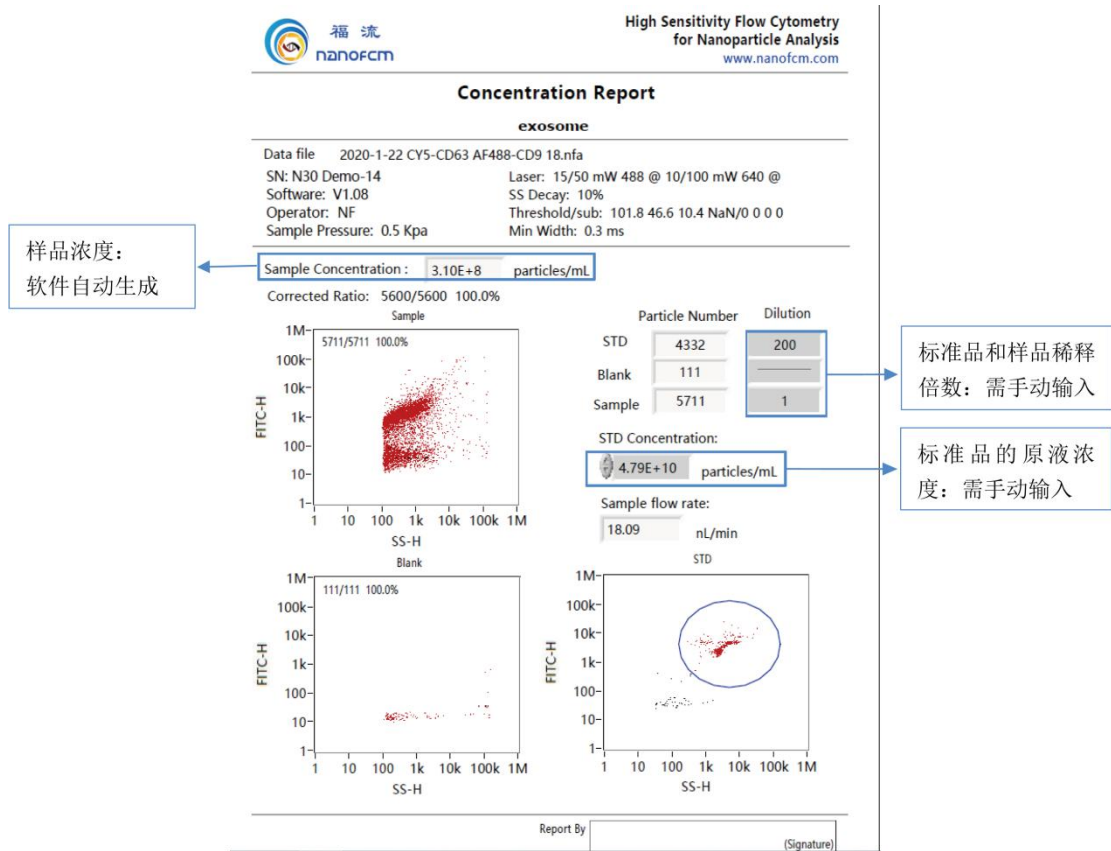 福 流
nanoFcm
High Sensitivity Flow Cytometry
for Nanoparticle Analysis
www.nanofcm.com
Concentration Report
exosome
Data file 2020-1-22 CY5-CD63 AF488-CD9 18.nfa
SN: N30 Demo-14
Laser: 15/50 mW 488 @ 10/100 mW 640 @
Software: V1.08
SS Decay: 10%
Operator: NF
Threshold/sub: 101.8 46.6 10.4 NaN/0 0 0 0
Sample Pressure: 0.5 Kpa
Min Width: 0.3 ms
样品浓度：
软件自动生成
Sample Concentration : 3.10E+8 particles/mL
Corrected Ratio: 5600/5600 100.0%
Sample
1M
100k
10k
1k
100
1
5711/5711 100.0%
FITC-H
1 10 100 1k 10k 100k 1M
SS-H
Particle Number Dilution
STD 4332 200
Blank 111
Sample 5711 1
标准品和样品稀释
倍数：需手动输入
STD Concentration:
4.79E+10 particles/mL
标准品的原液浓
度：需手动输入
Sample flow rate:
18.09 nL/min
Blank
1M
100k
10k
1k
100
10
1
111/111 100.0%
FITC-H
1 10 100 1k 10k 100k 1M
SS-H
STD
1M
100k
10k
1k
100
10
1
FITC-H
1 10 100 1k 10k 100k 1M
SS-H
Report By
(Signature)